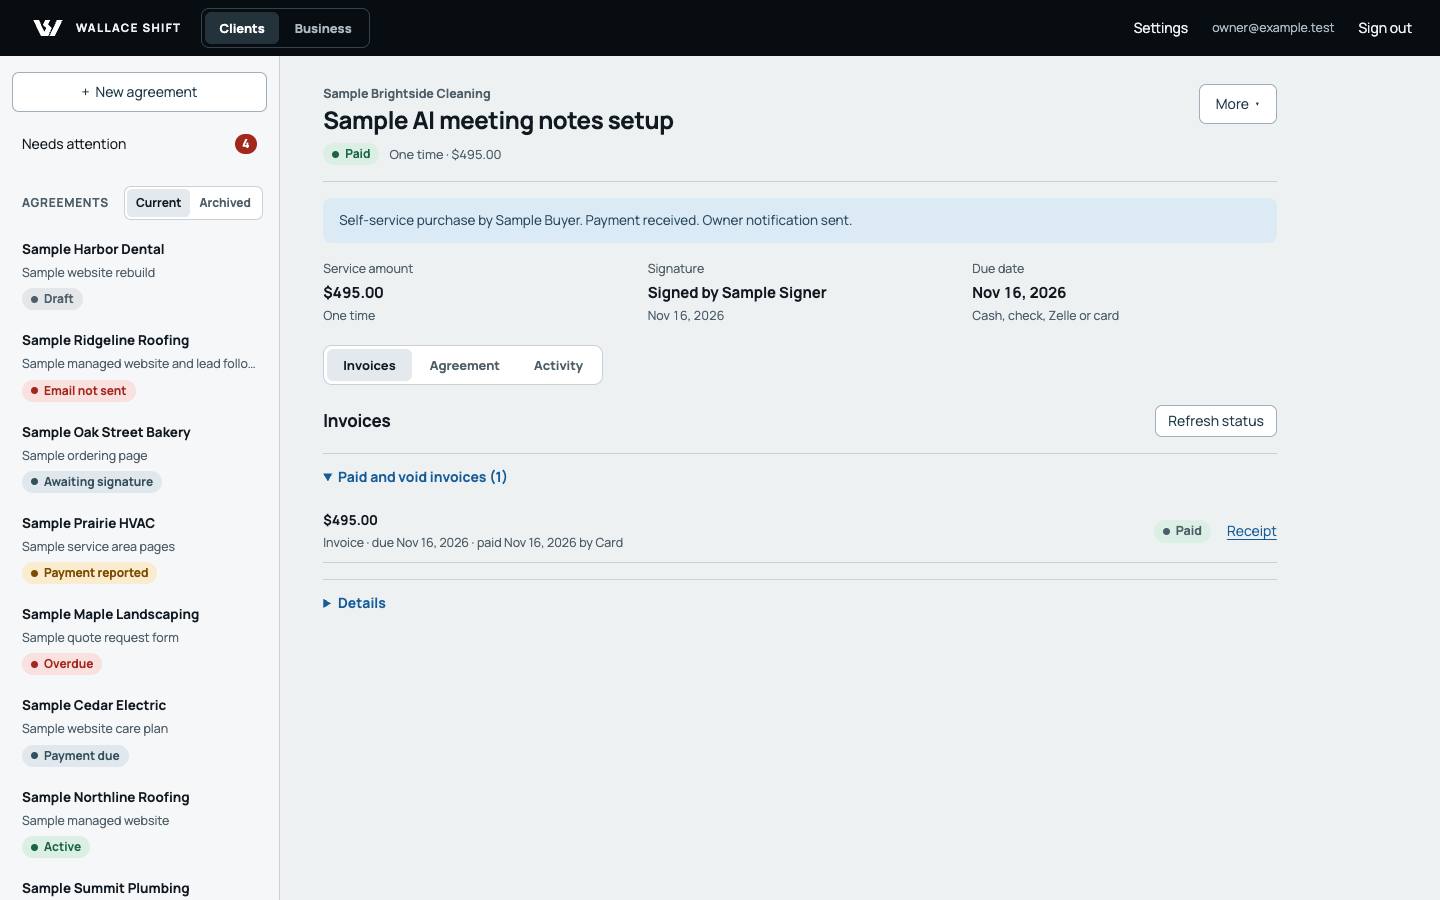 WALLACE SHIFT
Clients
Business
Settings
owner@example.test
Sign out
+ New agreement
Needs attention
4
AGREEMENTS
Current
Archived
Sample Harbor Dental
Sample website rebuild
Draft
Sample Ridgeline Roofing
Sample managed website and lead follo...
Email not sent
Sample Oak Street Bakery
Sample ordering page
Awaiting signature
Sample Prairie HVAC
Sample service area pages
Payment reported
Sample Maple Landscaping
Sample quote request form
Overdue
Sample Cedar Electric
Sample website care plan
Payment due
Sample Northline Roofing
Sample managed website
Active
Sample Summit Plumbing
Sample Brightside Cleaning
Sample AI meeting notes setup
Paid
One time · $495.00
More
Self-service purchase by Sample Buyer. Payment received. Owner notification sent.
Service amount
$495.00
One time
Signature
Signed by Sample Signer
Nov 16, 2026
Due date
Nov 16, 2026
Cash, check, Zelle or card
Invoices
Agreement
Activity
Invoices
Refresh status
Paid and void invoices (1)
$495.00
Invoice · due Nov 16, 2026 · paid Nov 16, 2026 by Card
Paid
Receipt
Details